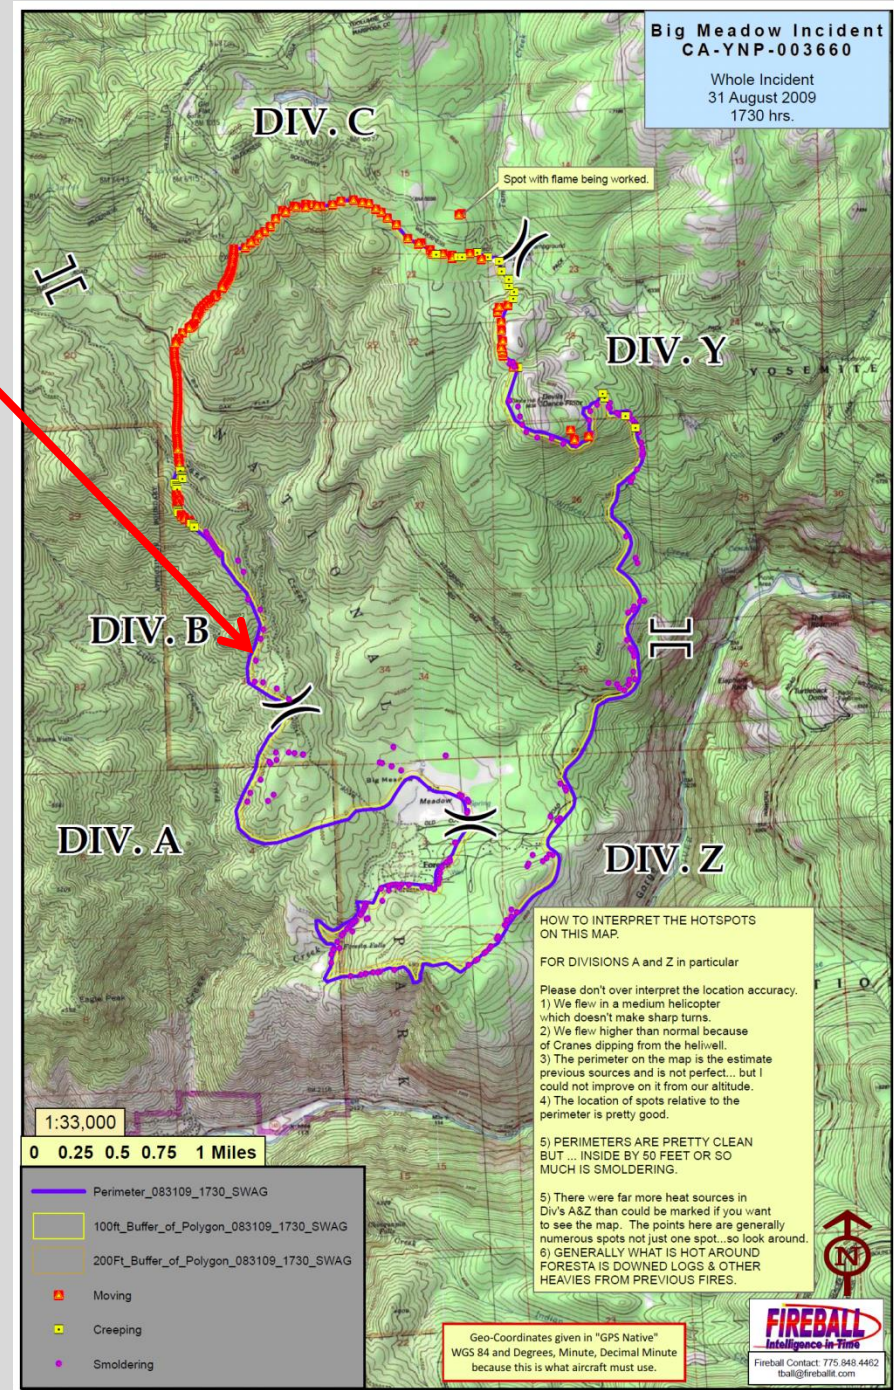 Big Meadow Incident
CA-YNP-003660
Whole Incident
31 August 2009
1730 hrs.
DIV. C
Spot with flame being worked.
DIV. Y
YOSEMITE
NATIONAL
DIV. B
Big Meadow
Meadow
DIV. A
DIV. Z
Foresta Falls
Creek
Eagle Peak
PARK
Turtleback
Dome
HOW TO INTERPRET THE HOTSPOTS
ON THIS MAP.
FOR DIVISIONS A and Z in particular
Please don't over interpret the location accuracy.
1) We flew in a medium helicopter
which doesn't make sharp turns.
2) We flew higher than normal because
of Cranes dipping from the heliwell.
3) The perimeter on the map is the estimate
previous sources and is not perfect... but I
could not improve on it from our altitude.
4) The location of spots relative to the
perimeter is pretty good.
5) PERIMETERS ARE PRETTY CLEAN
BUT ... INSIDE BY 50 FEET OR SO
MUCH IS SMOLDERING.
5) There were far more heat sources in
Div's A&Z than could be marked if you want
to see the map. The points here are generally
numerous spots not just one spot...so look around.
6) GENERALLY WHAT IS HOT AROUND
FORESTA IS DOWNED LOGS & OTHER
HEAVIES FROM PREVIOUS FIRES.
1:33,000
0 0.25 0.5 0.75 1 Miles
Perimeter_083109_1730_SWAG
100ft_Buffer_of_Polygon_083109_1730_SWAG
200Ft_Buffer_of_Polygon_083109_1730_SWAG
Moving
Creeping
Smoldering
Geo-Coordinates given in "GPS Native"
WGS 84 and Degrees, Minute, Decimal Minute
because this is what aircraft must use.
N
FIREBALL
Intelligence in Time
Fireball Contact: 775.848.4462
tball@fireballit.com